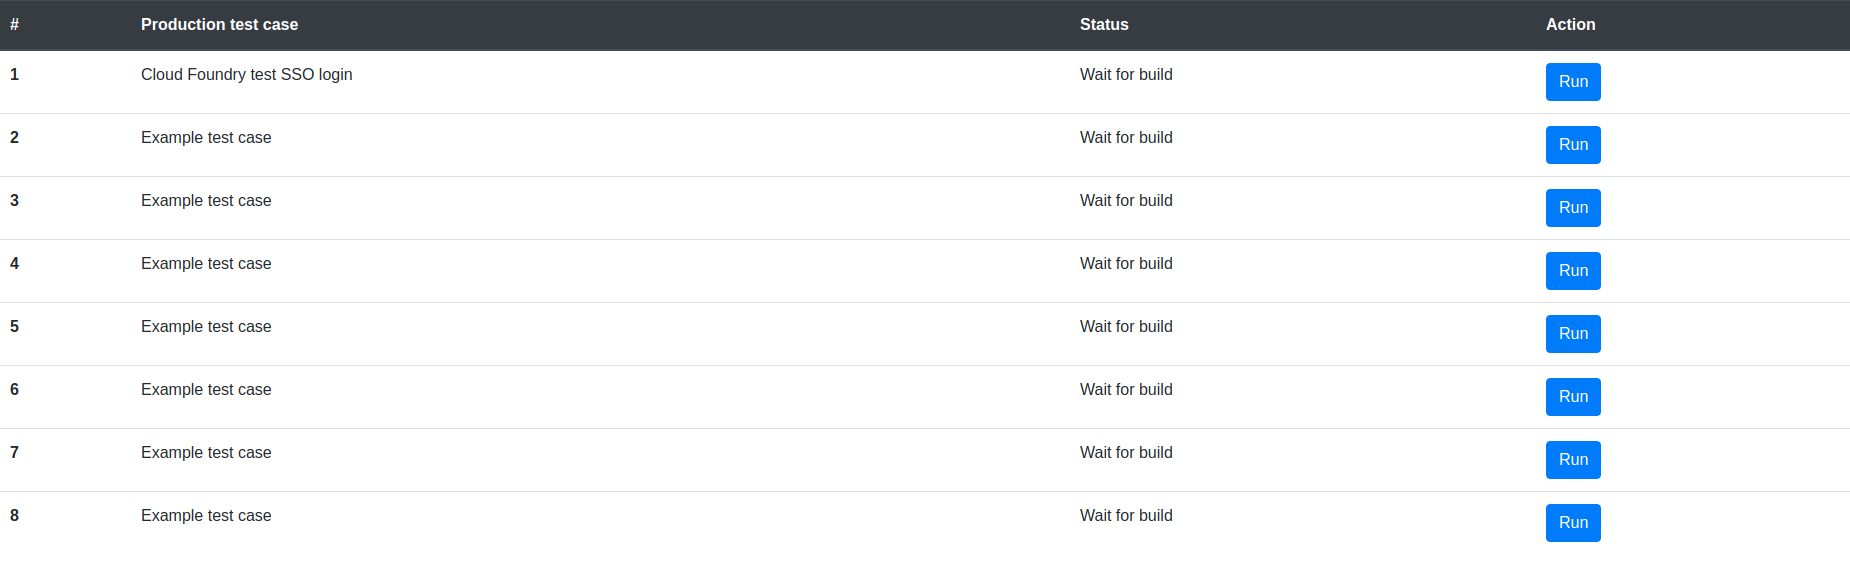 # Production test case Status Action
1 Cloud Foundry test SSO login Wait for build Run
2 Example test case Wait for build Run
3 Example test case Wait for build Run
4 Example test case Wait for build Run
5 Example test case Wait for build Run
6 Example test case Wait for build Run
7 Example test case Wait for build Run
8 Example test case Wait for build Run